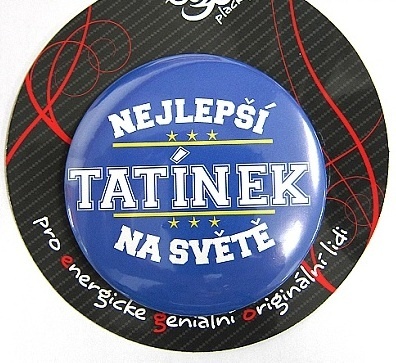 NEJLEPŠÍ
TATÍNEK
NA SVĚTĚ
pro energické geniální originální lidi